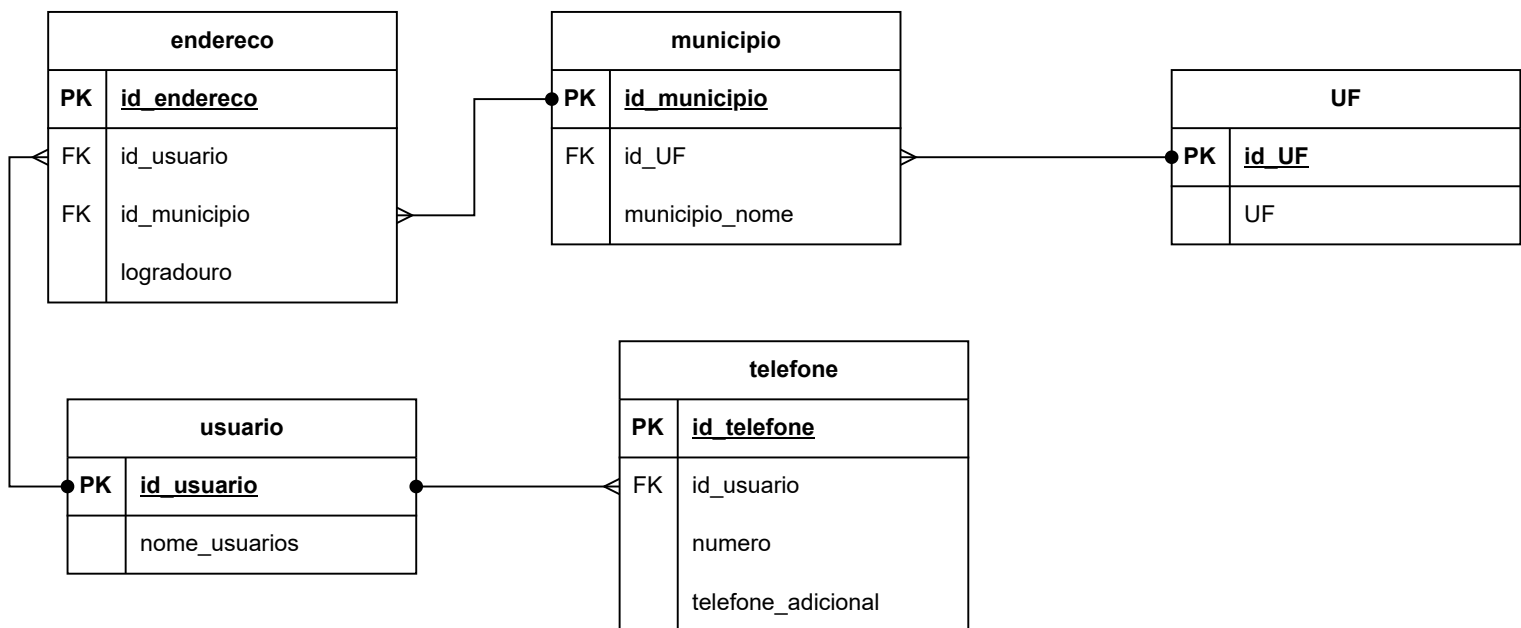 endereco
PK id_endereco
FK id_usuario
FK id_municipio
logradouro
municipio
PK id_municipio
FK id_UF
municipio_nome
UF
PK id_UF
UF
usuario
PK id_usuario
nome_usuarios
telefone
PK id_telefone
FK id_usuario
numero
telefone_adicional